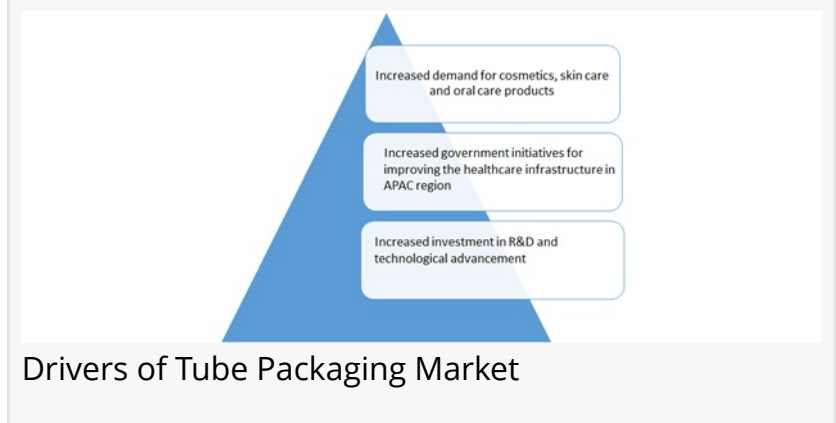 Increased demand for cosmetics, skin care
and oral care products
Increased government initiatives for
improving the healthcare infrastructure in
APAC region
Increased investment in R&D and
technological advancement
Drivers of Tube Packaging Market